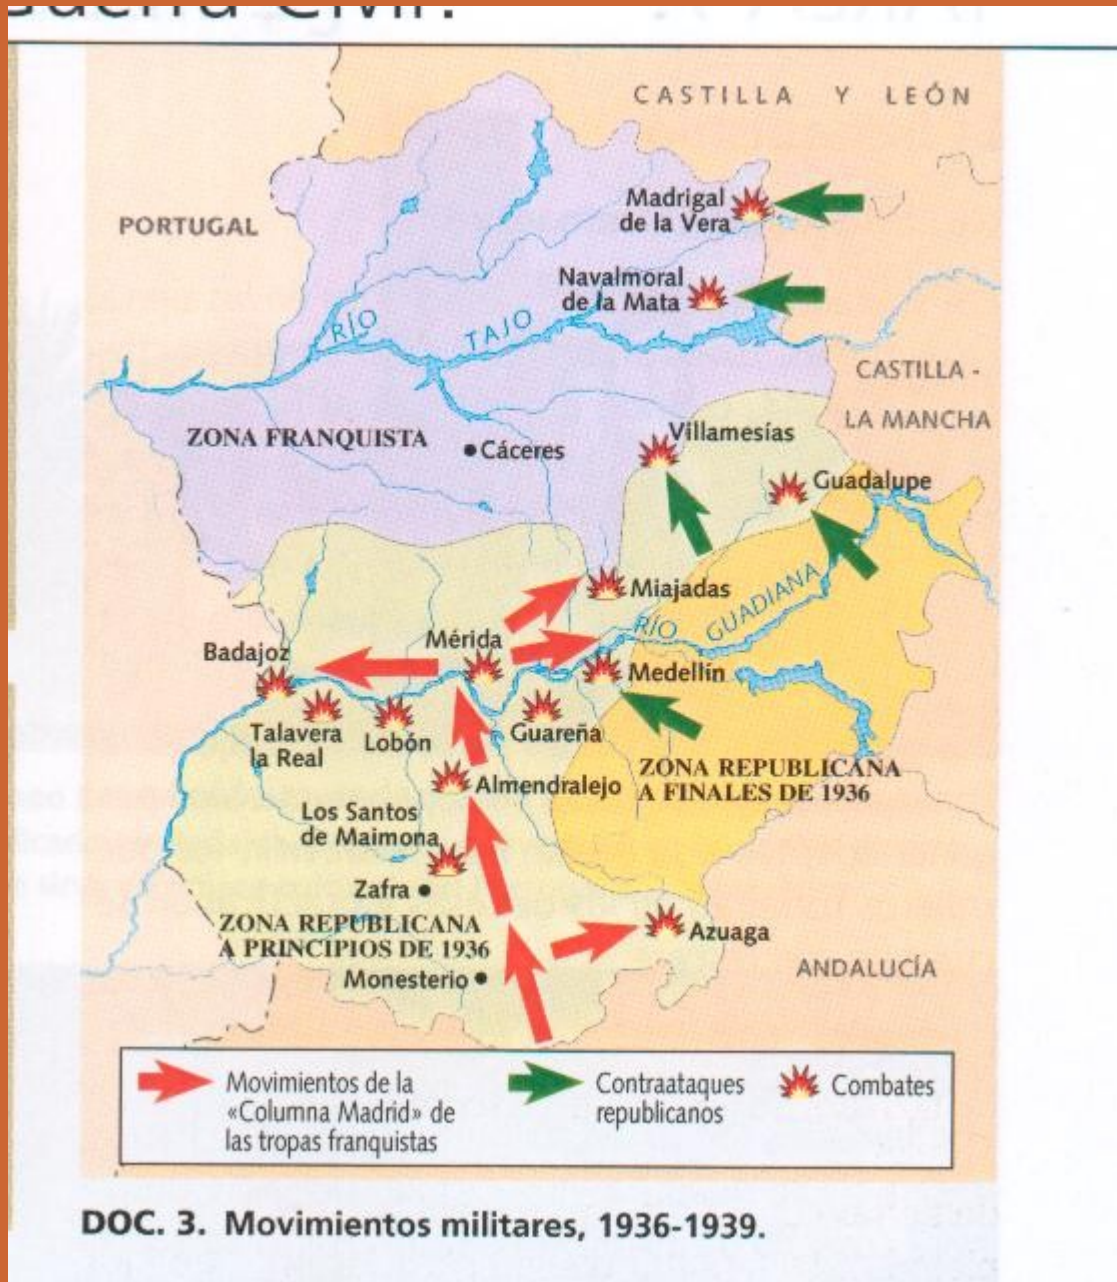 Guerra Civil.
CASTILLA Y LEÓN
PORTUGAL
Madrigal
de la Vera
Navalmoral
de la Mata
RÍO TAJO
CASTILLA -
LA MANCHA
ZONA FRANQUISTA
Cáceres
Villamesías
Guadalupe
Miajadas
RÍO GUADIANA
Badajoz
Mérida
Medellín
Talavera
la Real
Lobón
Guareña
Almendralejo
ZONA REPUBLICANA
A FINALES DE 1936
Los Santos
de Maimona
Zafra
ZONA REPUBLICANA
A PRINCIPIOS DE 1936
Azuaga
Monesterio
ANDALUCÍA
Movimientos de la
«Columna Madrid» de
las tropas franquistas
Contraataques
republicanos
Combates
DOC. 3. Movimientos militares, 1936-1939.